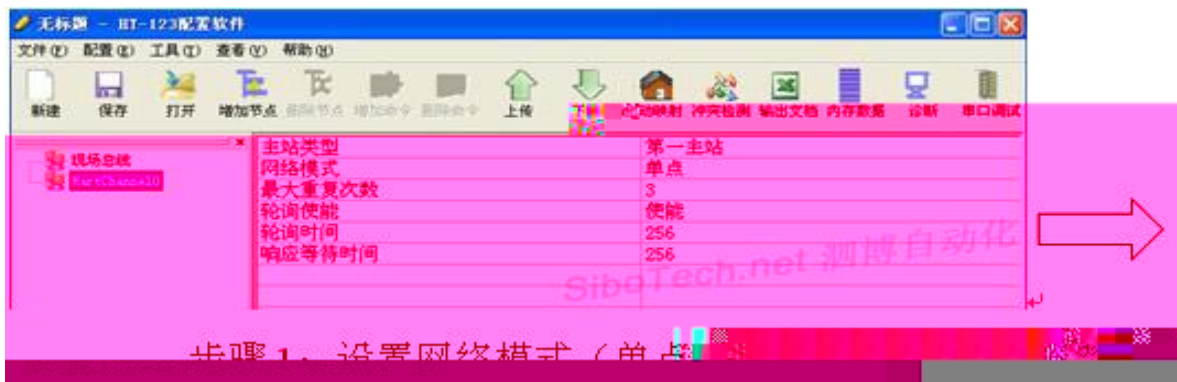 无标题 - HT-123配置软件
文件(F) 配置(E) 工具(T) 查看(V) 帮助(H)
新建 保存 打开 增加节点 删除节点 增加命令 删除命令 上传 冲突检测 输出文档 内存数据 诊断 串口调试
现场总线
主站类型 第一主站
网络模式 单点
最大重复次数 3
轮询使能 使能
轮询时间 256
响应等待时间 256
SiboTech.net 泗博自动化
步骤1：设置网络模式（单点